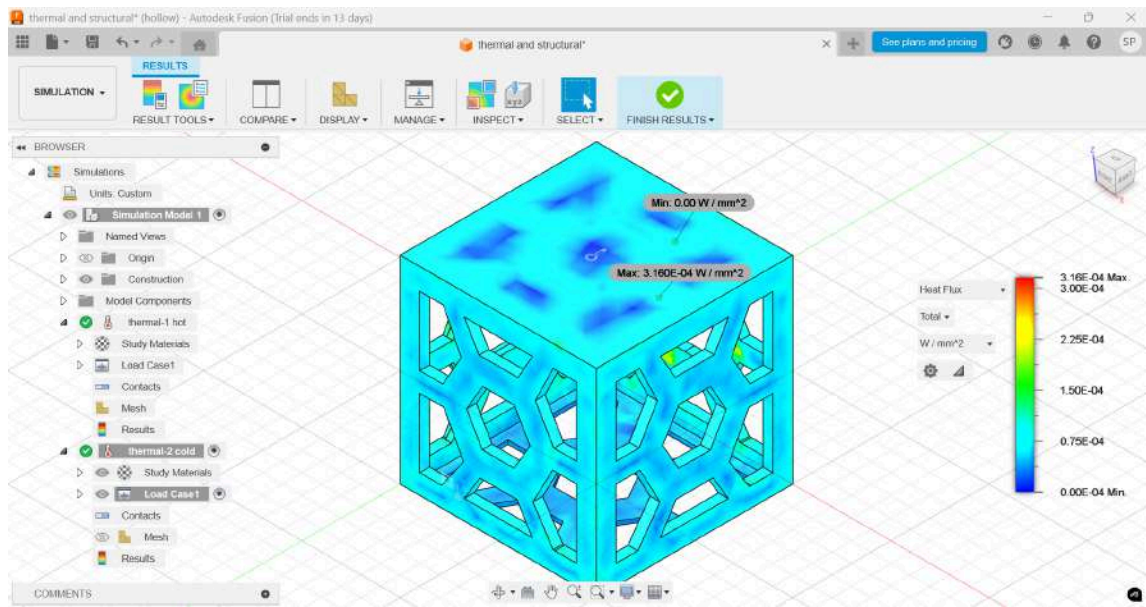 thermal and structural* (hollow) - Autodesk Fusion (Trial ends in 13 days)
thermal and structural*
See plans and pricing
SP
RESULTS
SIMULATION
RESULT TOOLS
COMPARE
DISPLAY
MANAGE
INSPECT
SELECT
FINISH RESULTS
BROWSER
Simulations
Units: Custom
Simulation Model 1
Named Views
Origin
Construction
Model Components
thermal-1 hot
Study Materials
Load Case1
Contacts
Mesh
Results
thermal-2 cold
Study Materials
Load Case1
Contacts
Mesh
Results
COMMENTS
Min: 0.00 W / mm^2
Max: 3.160E-04 W / mm^2
Heat Flux
Total
W / mm^2
3.16E-04 Max.
3.00E-04
2.25E-04
1.50E-04
0.75E-04
0.00E-04 Min.